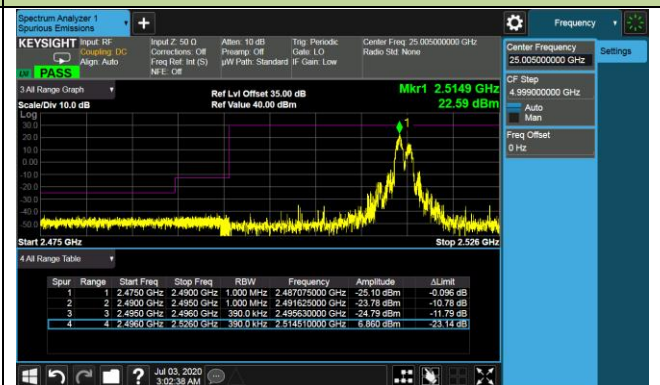 Spectrum Analyzer 1
Spurious Emissions
Frequency
KEYSIGHT Input: RF
Coupling: DC
Align: Auto
Input Z: 50 Ω
Corrections: Off
Freq Ref: Int (S)
NFE: Off
Atten: 10 dB
Preamp: Off
µW Path: Standard
Trig: Periodic
Gate: LO
IF Gain: Low
Center Freq: 25.005000000 GHz
Radio Std: None
PASS
Center Frequency
25.005000000 GHz
Settings
CF Step
4.999000000 GHz
Auto
Man
Freq Offset
0 Hz
3 All Range Graph
Scale/Div 10.0 dB
Ref Lvl Offset 35.00 dB
Ref Value 40.00 dBm
Mkr1 2.5149 GHz
22.59 dBm
Log
30.0
20.0
10.0
0.00
-10.0
-20.0
-30.0
-40.0
-50.0
1
Start 2.475 GHz
Stop 2.526 GHz
4 All Range Table
Spur Range Start Freq Stop Freq RBW Frequency Amplitude ΔLimit
1 1 2.4750 GHz 2.4900 GHz 1.000 MHz 2.487075000 GHz -25.10 dBm -0.096 dB
2 2 2.4900 GHz 2.4950 GHz 1.000 MHz 2.491625000 GHz -23.78 dBm -10.78 dB
3 3 2.4950 GHz 2.4960 GHz 390.0 kHz 2.495630000 GHz -24.79 dBm -11.79 dB
4 4 2.4960 GHz 2.5260 GHz 390.0 kHz 2.514510000 GHz 6.860 dBm -23.14 dB
Jul 03, 2020
3:02:38 AM